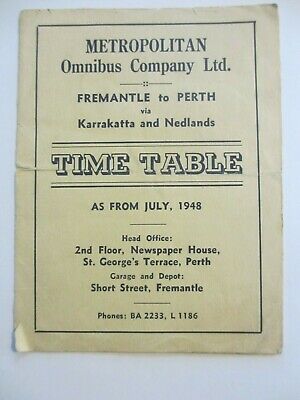 METROPOLITAN
Omnibus Company Ltd.
FREMANTLE to PERTH
via
Karrakatta and Nedlands
TIME TABLE
AS FROM JULY, 1948
Head Office:
2nd Floor, Newspaper House,
St. George's Terrace, Perth
Garage and Depot:
Short Street, Fremantle
Phones: BA 2233, L 1186